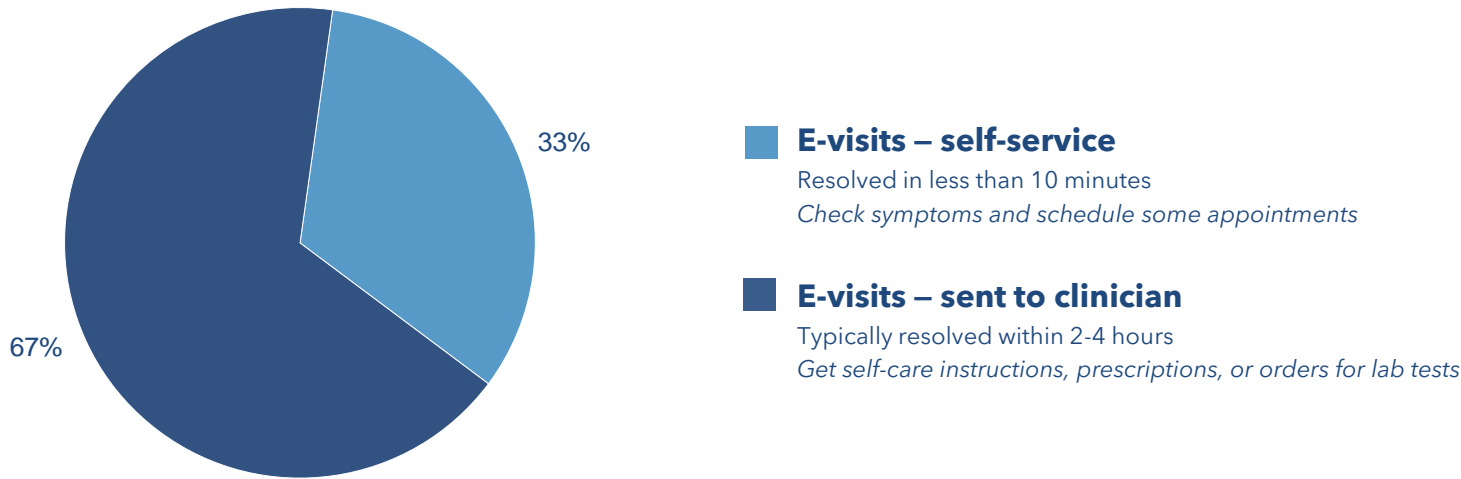 33%
67%
E-visits – self-service
Resolved in less than 10 minutes
Check symptoms and schedule some appointments
E-visits – sent to clinician
Typically resolved within 2-4 hours
Get self-care instructions, prescriptions, or orders for lab tests